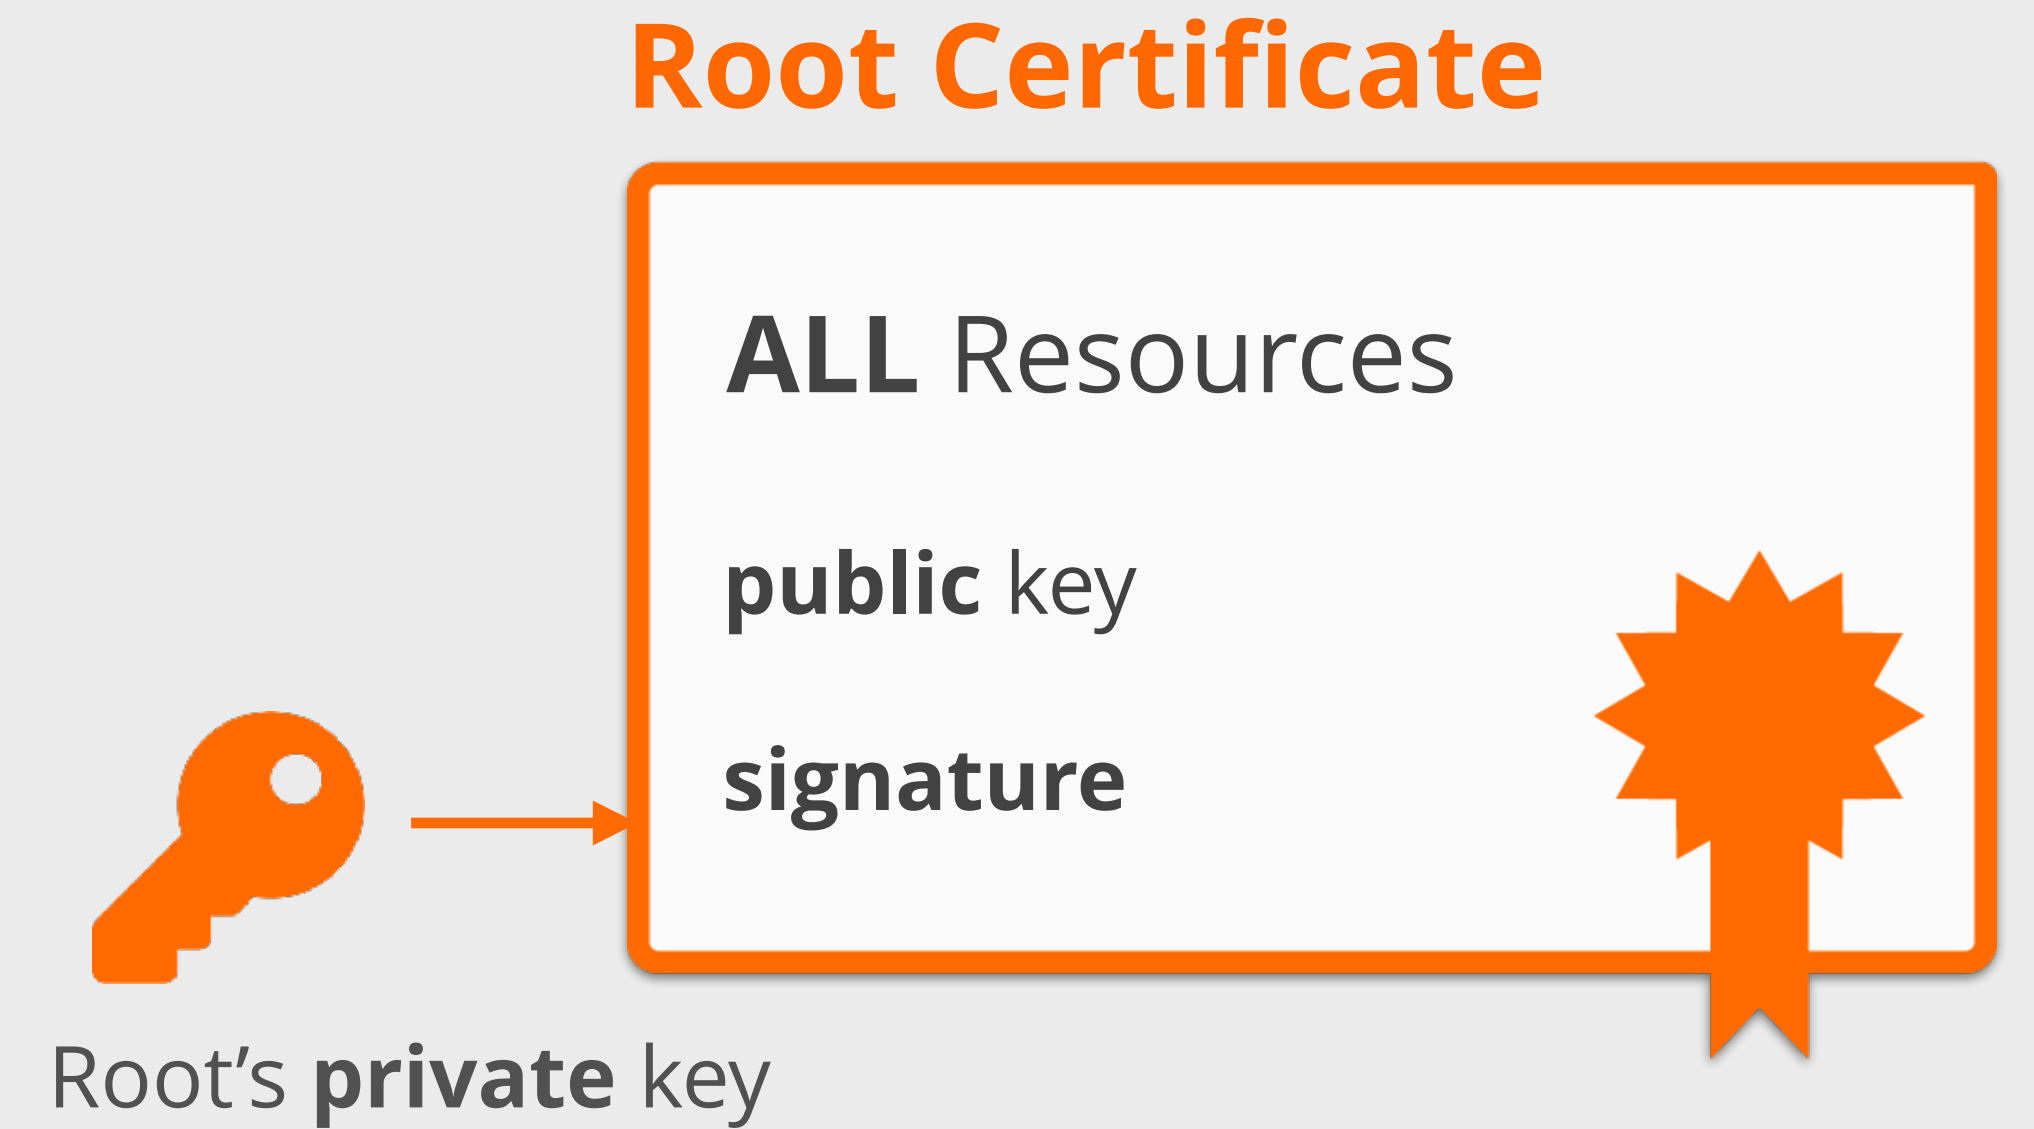 Root Certificate
ALL Resources
public key
signature
Root’s private key